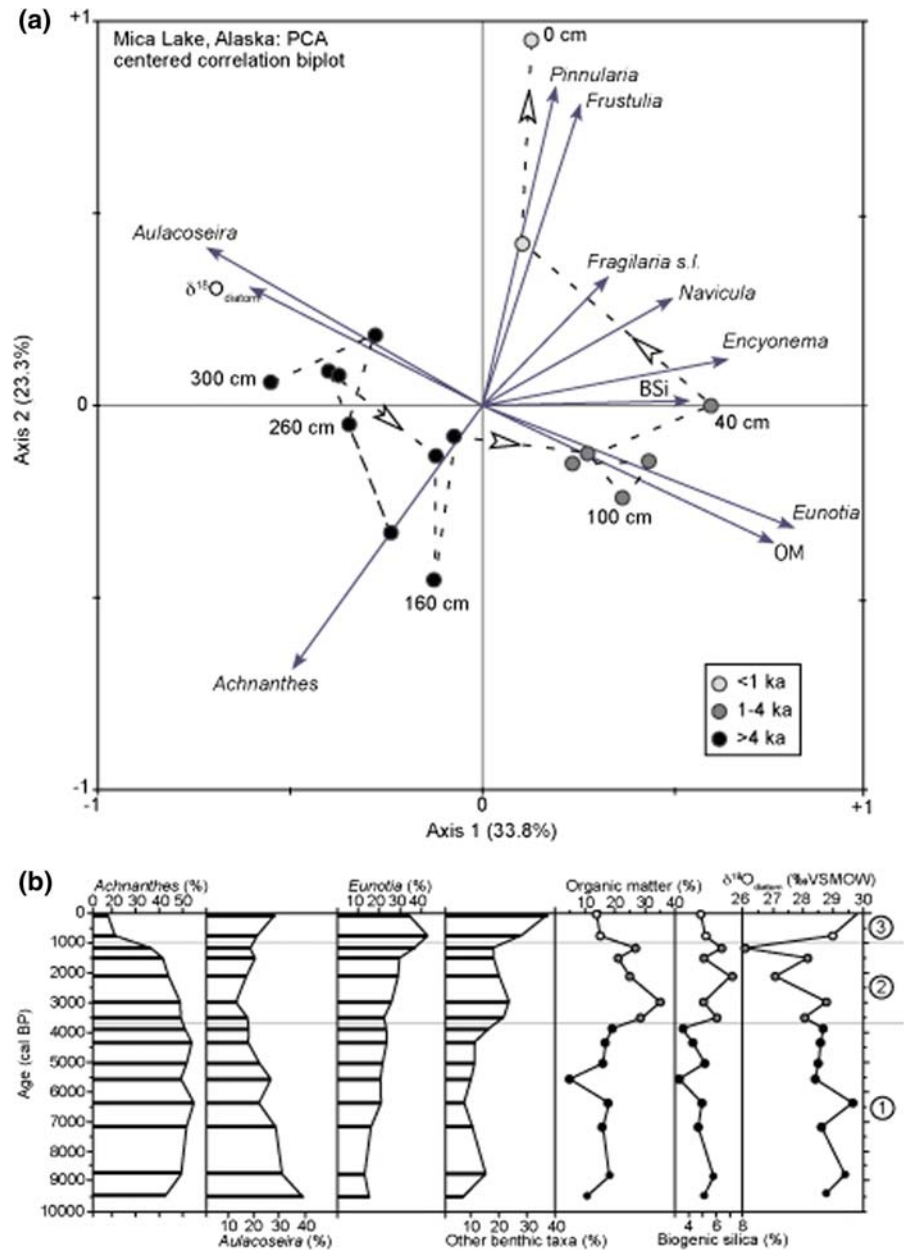 (a)
Mica Lake, Alaska: PCA
centered correlation biplot
+1
0 cm
Pinnularia
Frustulia
Aulacoseira
δ18O diatom
Fragilaria s.l.
Navicula
Encyonema
BSi
300 cm
260 cm
40 cm
Axis 2 (23.3%)
0
100 cm
Eunotia
OM
160 cm
Achnanthes
<1 ka
1-4 ka
>4 ka
-1
-1 0 +1
Axis 1 (33.8%)
(b)
Achnanthes (%) Eunotia (%) Organic matter (%) δ18Odiatom (‰VSMOW)
0 20 30 50 10 20 30 40 10 20 30 40 26 27 28 29 30
0
1000
2000
3000
4000
5000
6000
7000
8000
9000
10000
Age (cal BP)
3
2
1
10 20 30 40 10 20 30 40 4 6 8
Aulacoseira (%) Other benthic taxa (%) Biogenic silica (%)